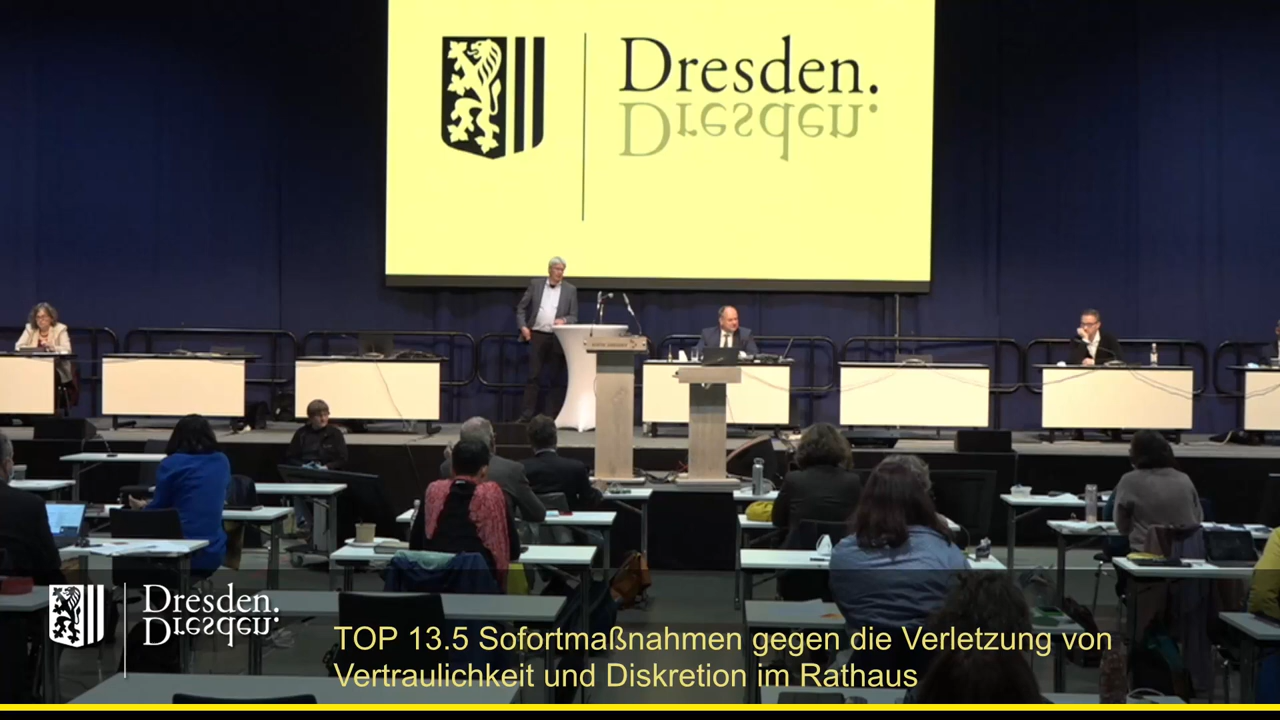 Dresden.
Dresden.
Dresden.
Dresden.
TOP 13.5 Sofortmaßnahmen gegen die Verletzung von
Vertraulichkeit und Diskretion im Rathaus